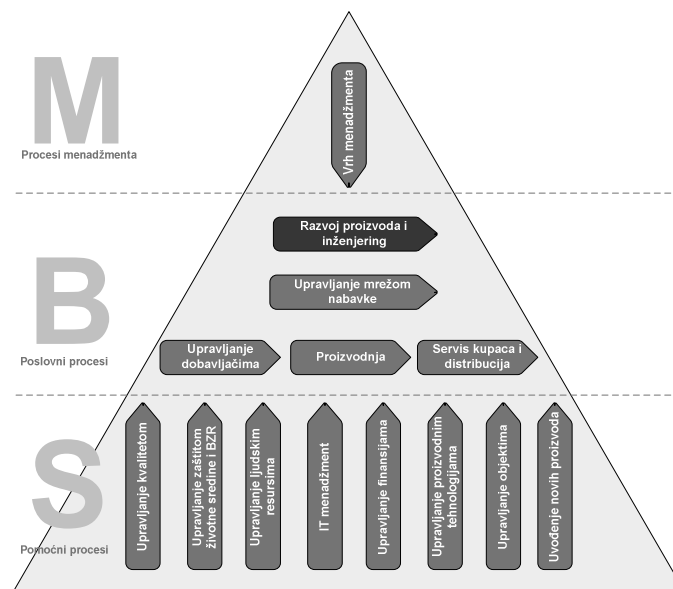 M
Procesi menadžmenta
Vrh menadžmenta
Razvoj proizvoda i
inženjering
Upravljanje mrežom
nabavke
B
Poslovni procesi
Upravljanje
dobavljačima
Proizvodnja
Servis kupaca i
distribucija
S
Pomoćni procesi
Upravljanje kvalitetom
Upravljanje zaštitom
životne sredine i BZR
Upravljanje ljudskim
resursima
IT menadžment
Upravljanje finansijama
Upravljanje proizvodnim
tehnologijama
Upravljanje objektima
Uvođenje novih proizvoda